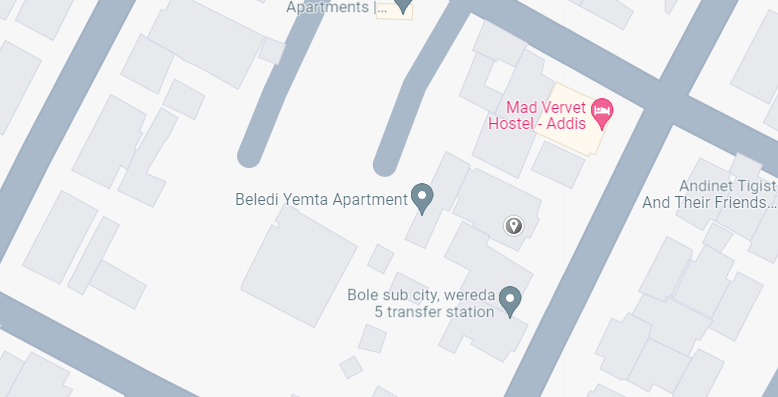 Apartments |...
Mad Vervet
Hostel - Addis
Andinet Tigist
And Their Friends...
Beledi Yemta Apartment
Bole sub city, wereda
5 transfer station